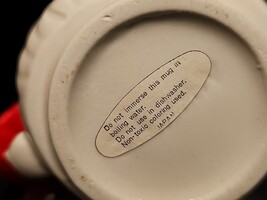 Do not immerse this mug in
boiling water.
Do not use in dishwasher.
Non-toxic coloring used.
JAPAN